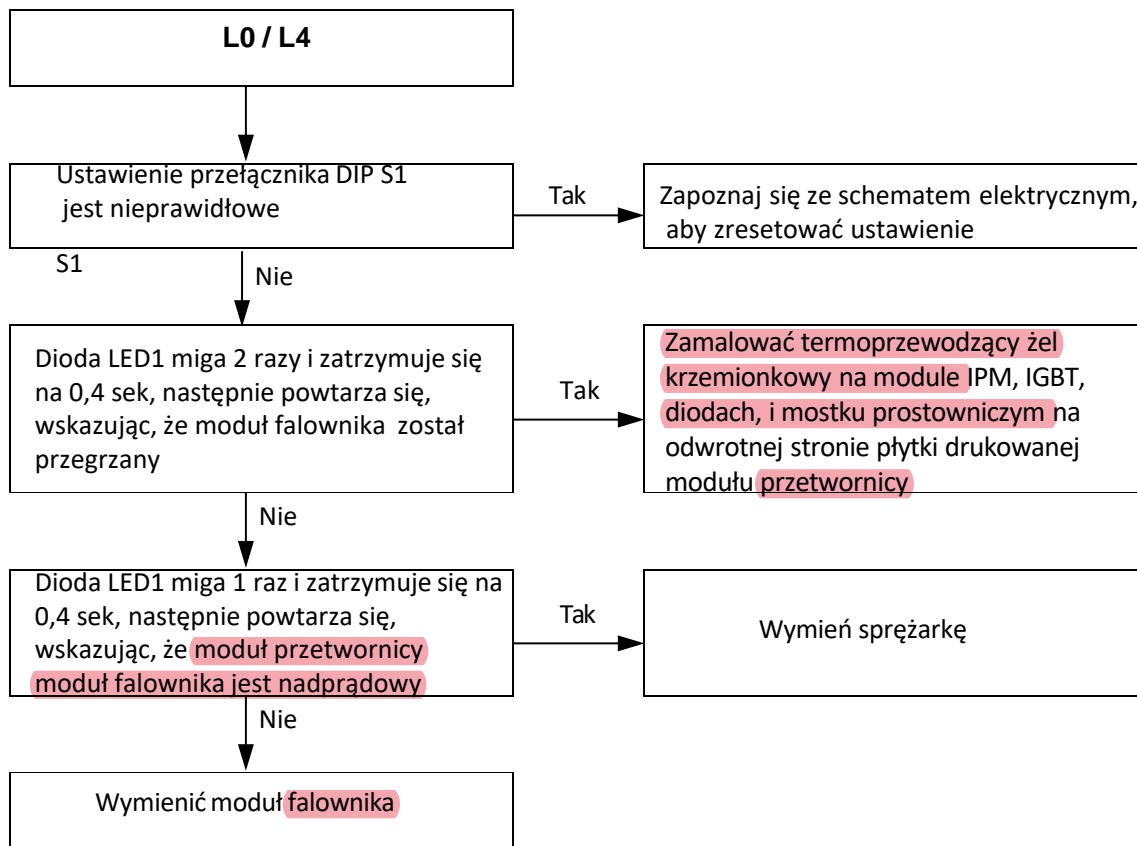 L0 / L4
Ustawienie przełącznika DIP S1
jest nieprawidłowe
S1
Tak
Zapoznaj się ze schematem elektrycznym,
aby zresetować ustawienie
Nie
Dioda LED1 miga 2 razy i zatrzymuje się
na 0,4 sek, następnie powtarza się,
wskazując, że moduł falownika został
przegrzany
Tak
Zamalować termoprzewodzący żel
krzemionkowy na module IPM, IGBT,
diodach, i mostku prostowniczym na
odwrotnej stronie płytki drukowanej
modułu przetwornicy
Nie
Dioda LED1 miga 1 raz i zatrzymuje się na
0,4 sek, następnie powtarza się,
wskazując, że moduł przetwornicy
moduł falownika jest nadprądowy
Tak
Wymień sprężarkę
Nie
Wymienić moduł falownika